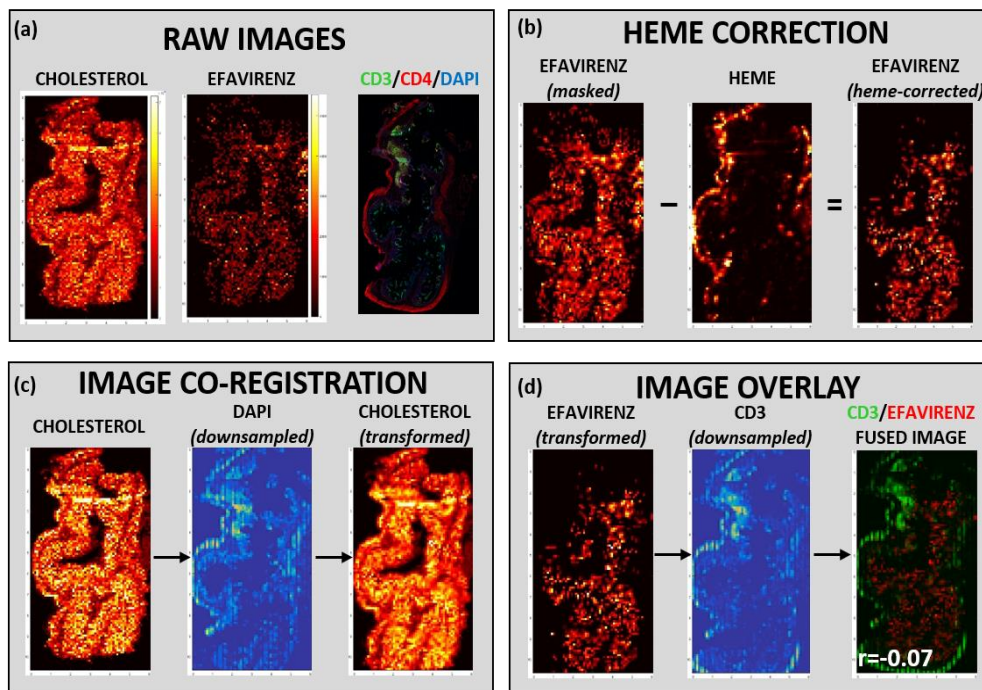 (a)
RAW IMAGES
CHOLESTEROL
EFAVIRENZ
CD3/CD4/DAPI
(b)
HEME CORRECTION
EFAVIRENZ
(masked)
HEME
EFAVIRENZ
(heme-corrected)
–
=
(c)
IMAGE CO-REGISTRATION
CHOLESTEROL
DAPI
(downsampled)
CHOLESTEROL
(transformed)
(d)
IMAGE OVERLAY
EFAVIRENZ
(transformed)
CD3
(downsampled)
CD3/EFAVIRENZ
FUSED IMAGE
r=-0.07